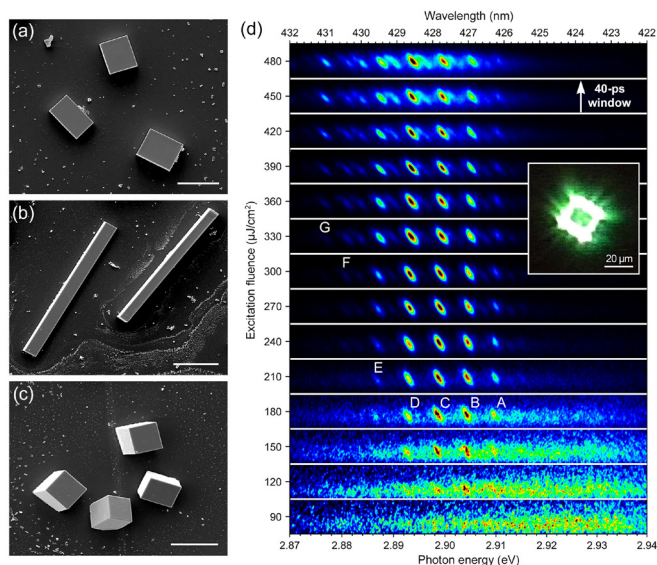 (a)
(b)
(c)
(d)
Wavelength (nm)
432 431 430 429 428 427 426 425 424 423 422
Excitation fluence (µJ/cm²)
480
450
420
390
360
330
300
270
240
210
180
150
120
90
40-ps
window
20 µm
G
F
E
D C B A
2.87 2.88 2.89 2.90 2.91 2.92 2.93 2.94
Photon energy (eV)